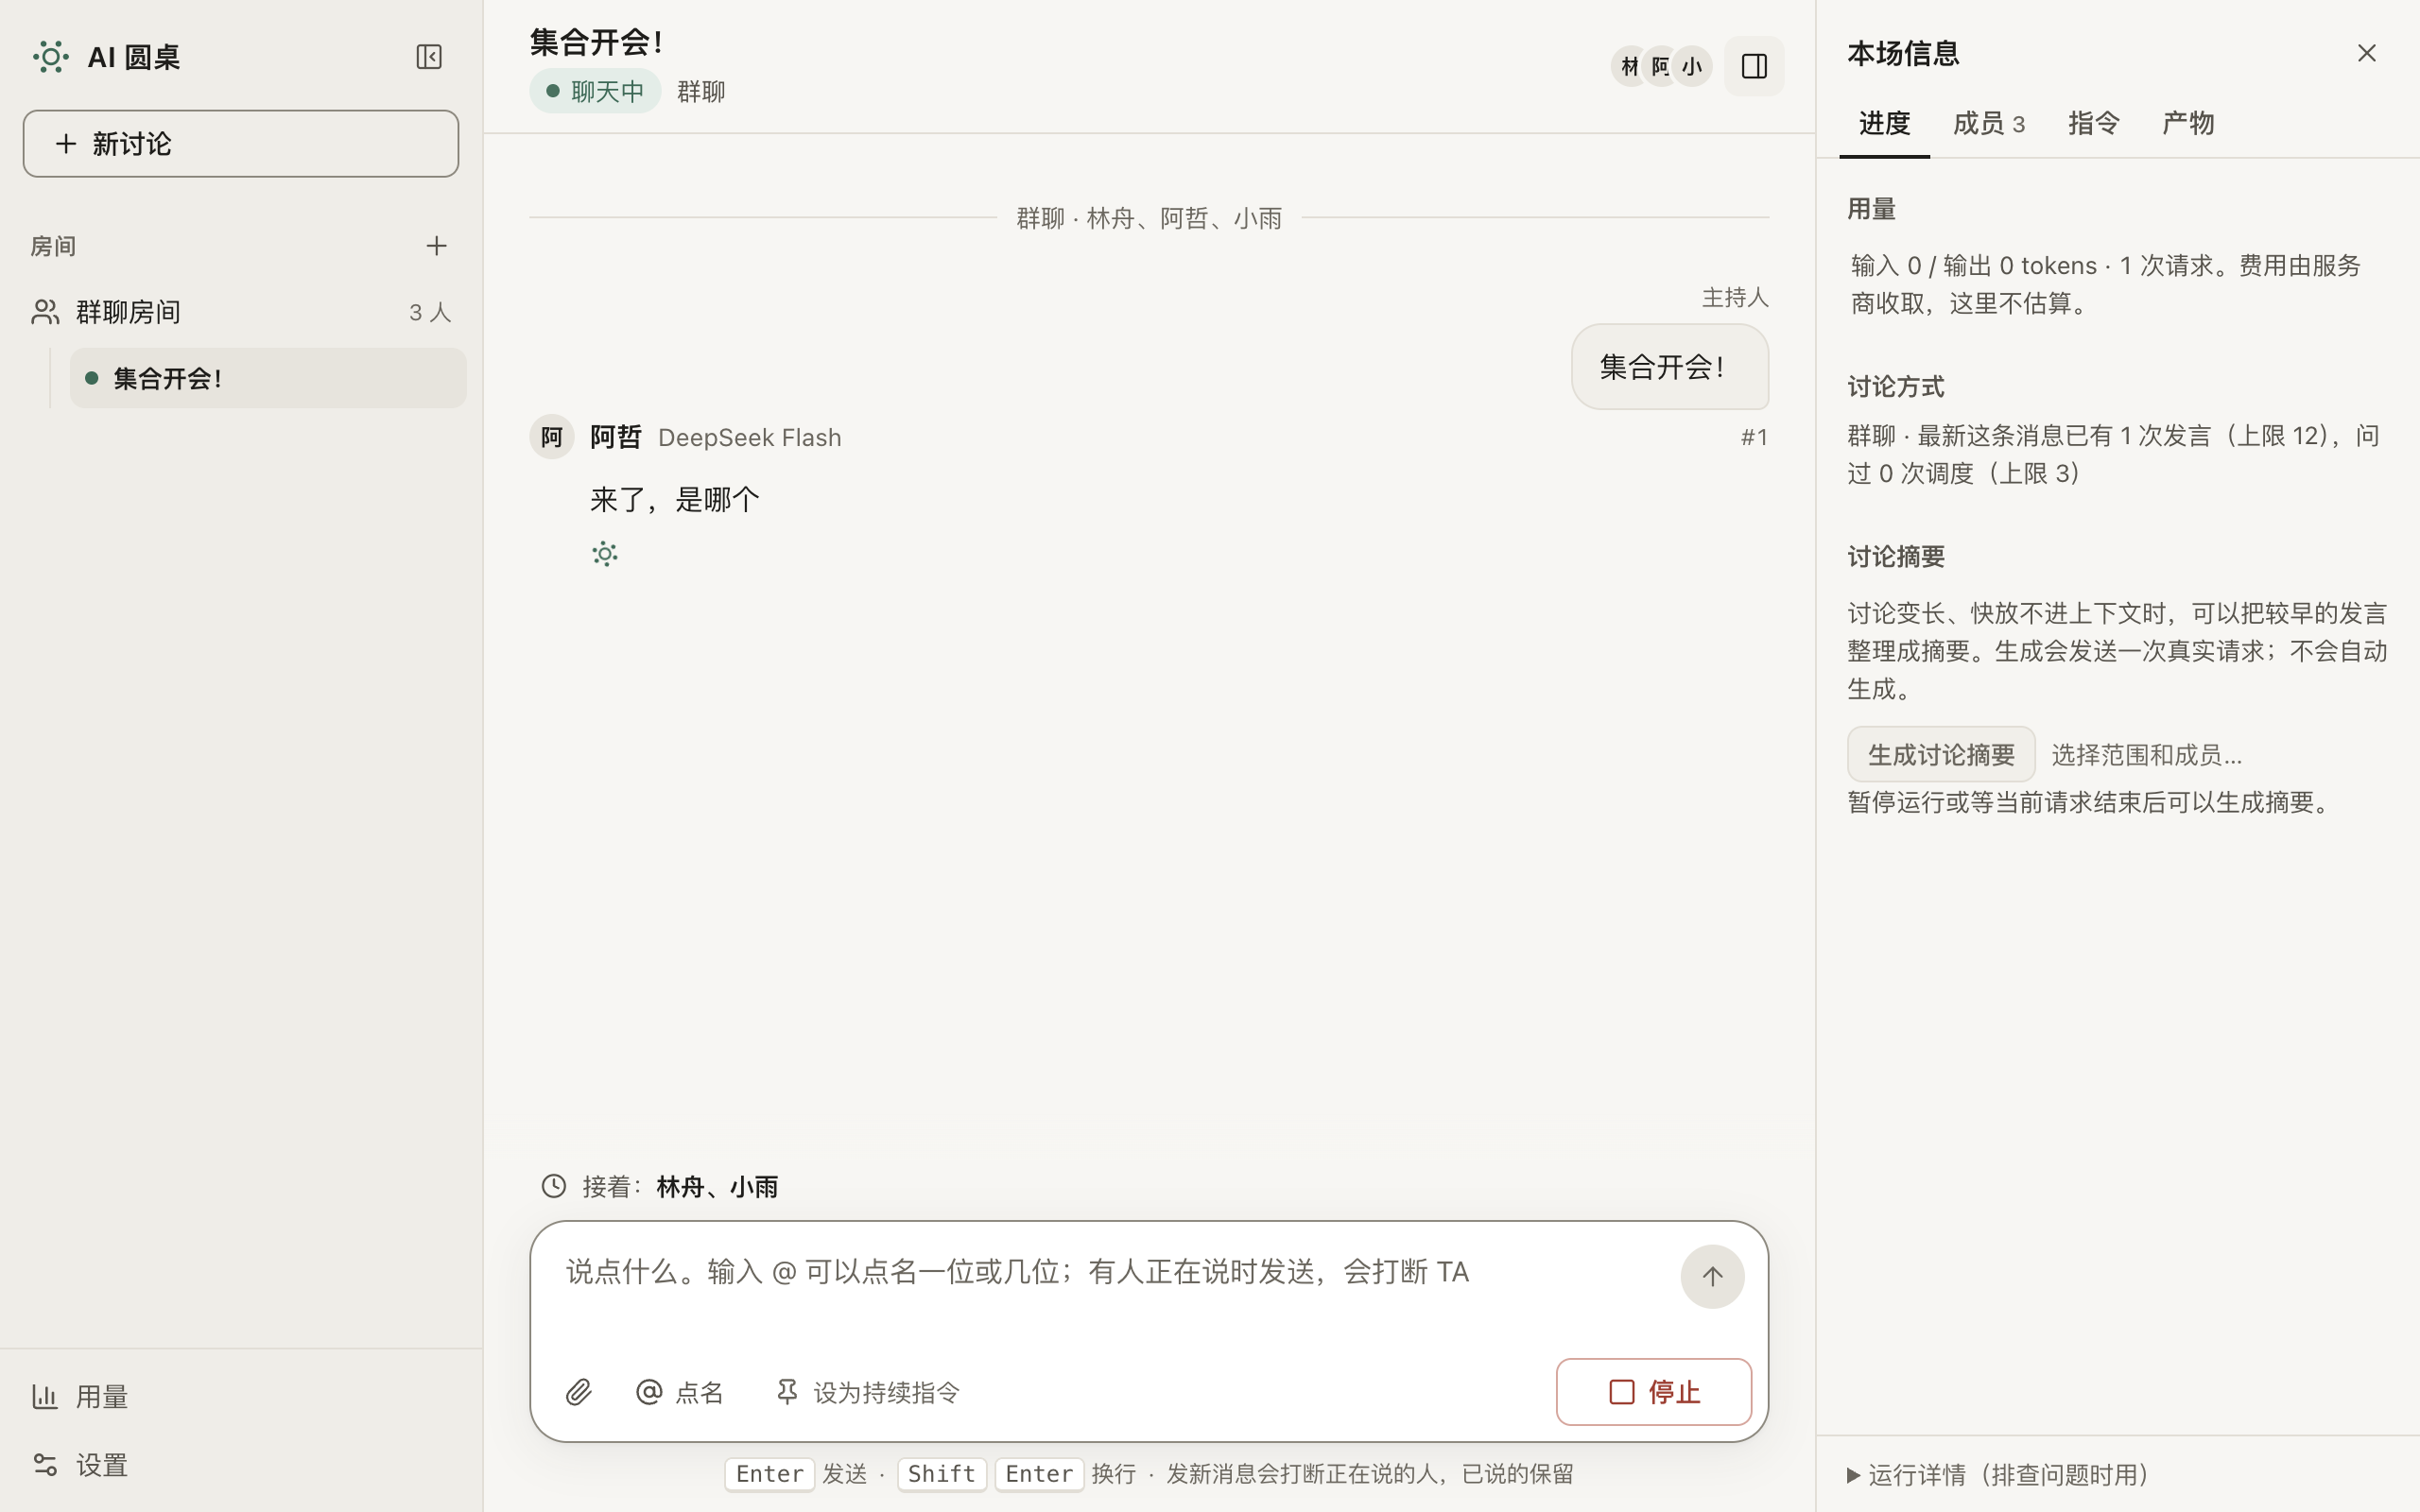 AI 圆桌
新讨论
房间
群聊房间 3 人
集合开会！
用量
设置
集合开会！
聊天中 群聊
林 阿 小
群聊 · 林舟、阿哲、小雨
主持人
集合开会！
阿 阿哲 DeepSeek Flash #1
来了，是哪个
接着：林舟、小雨
说点什么。输入 @ 可以点名一位或几位；有人正在说时发送，会打断 TA
点名 设为持续指令 停止
Enter 发送 · Shift Enter 换行 · 发新消息会打断正在说的人，已说的保留
本场信息
进度 成员 3 指令 产物
用量
输入 0 / 输出 0 tokens · 1 次请求。费用由服务
商收取，这里不估算。
讨论方式
群聊 · 最新这条消息已有 1 次发言（上限 12），问
过 0 次调度（上限 3）
讨论摘要
讨论变长、快放不进上下文时，可以把较早的发言
整理成摘要。生成会发送一次真实请求；不会自动
生成。
生成讨论摘要 选择范围和成员…
暂停运行或等当前请求结束后可以生成摘要。
运行详情（排查问题时用）